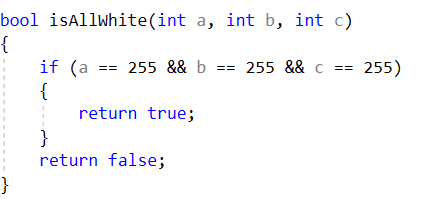 bool isAllWhite(int a, int b, int c)
{
    if (a == 255 && b == 255 && c == 255)
    {
        return true;
    }
    return false;
}